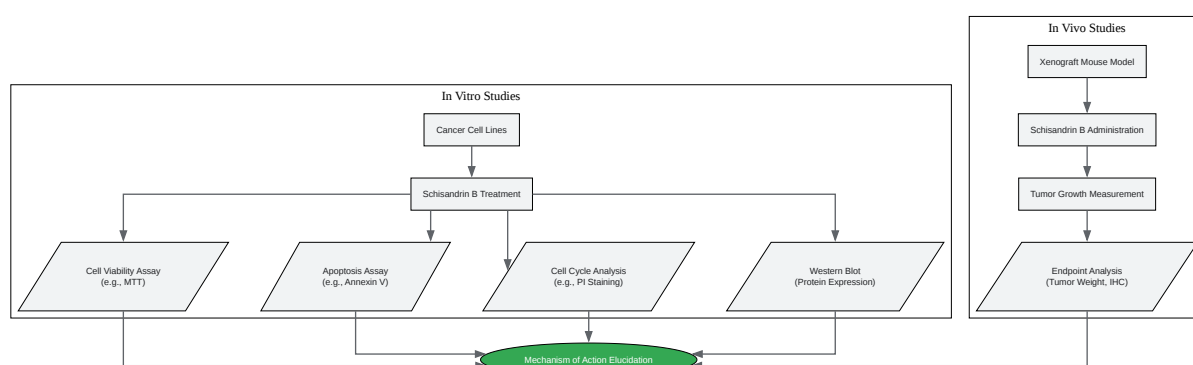 In Vivo Studies
Xenograft Mouse Model
Schisandrin B Administration
Tumor Growth Measurement
Endpoint Analysis
(Tumor Weight, IHC)
In Vitro Studies
Cancer Cell Lines
Schisandrin B Treatment
Cell Viability Assay
(e.g., MTT)
Apoptosis Assay
(e.g., Annexin V)
Cell Cycle Analysis
(e.g., PI Staining)
Western Blot
(Protein Expression)
Mechanism of Action Elucidation